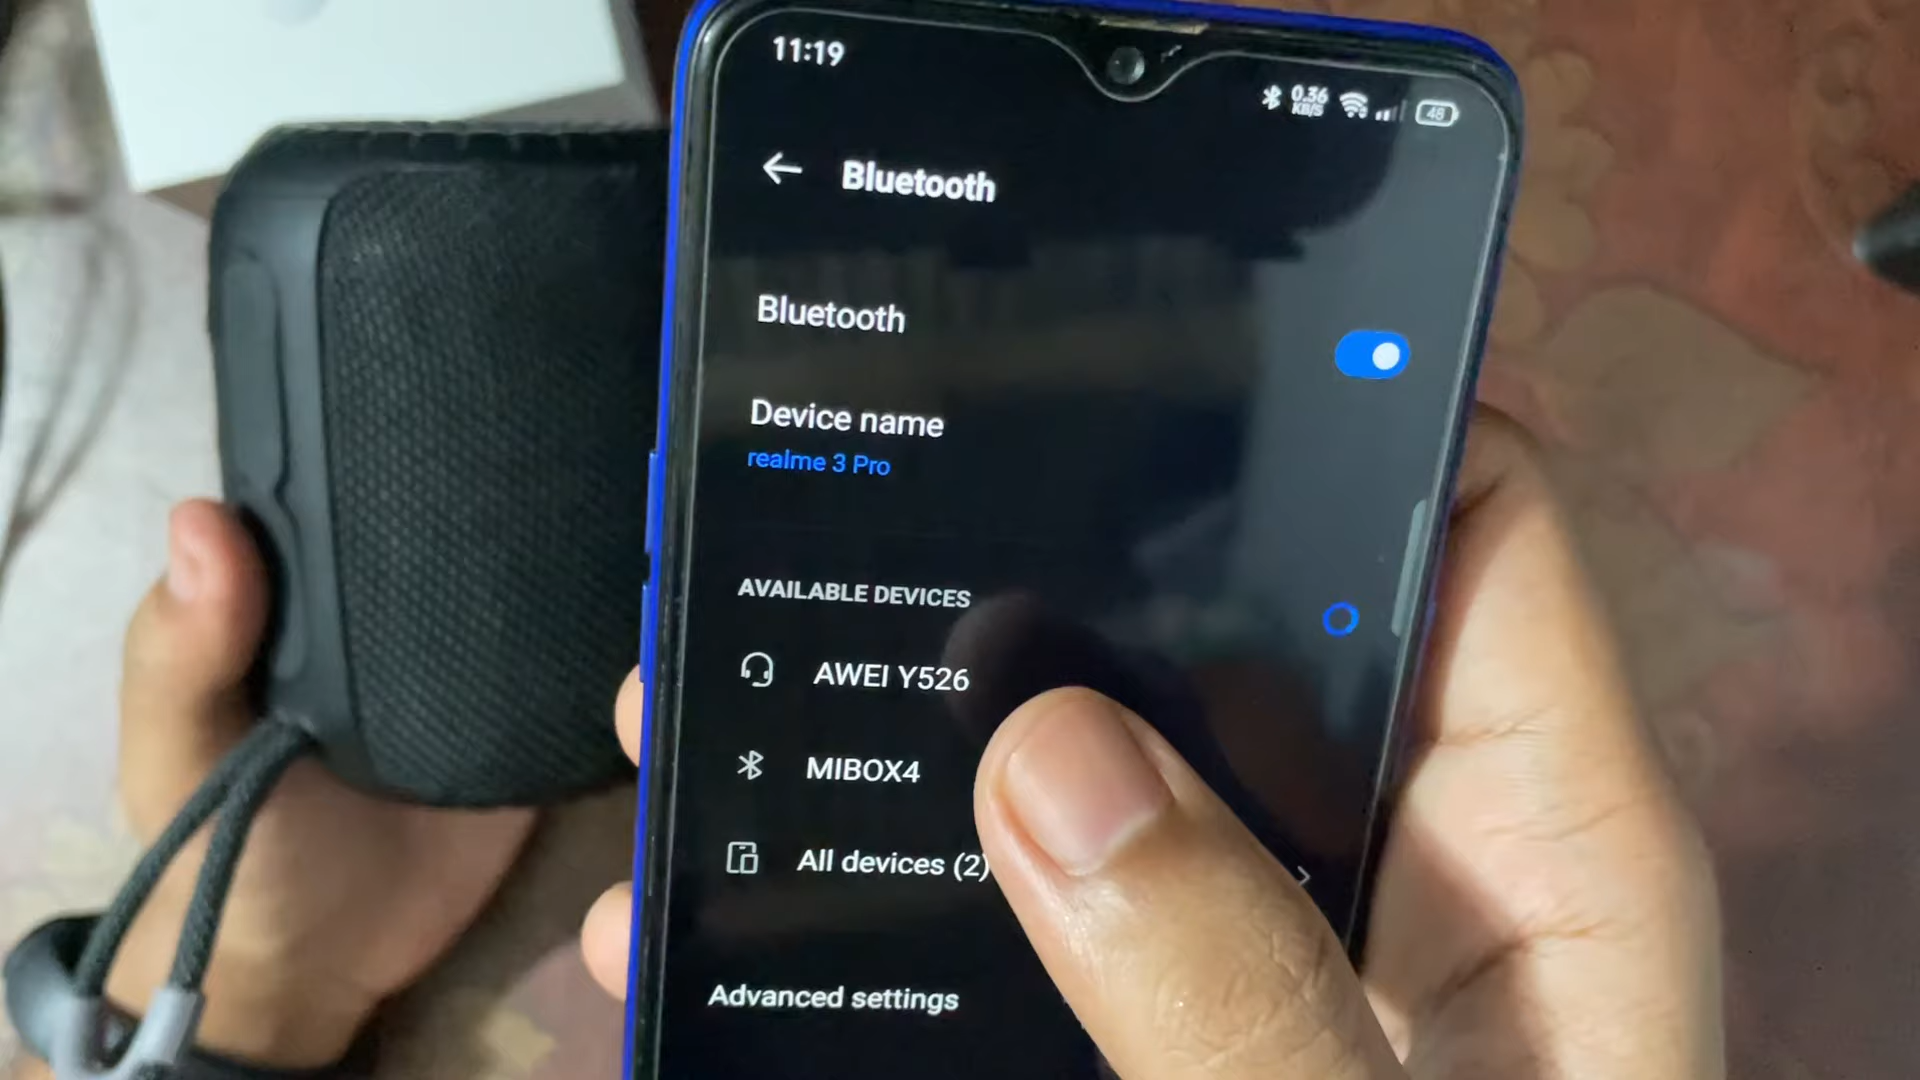 11:19
0.36
KB/S
48
Bluetooth
Bluetooth
Device name
realme 3 Pro
AVAILABLE DEVICES
AWEI Y526
MIBOX4
All devices (2)
Advanced settings